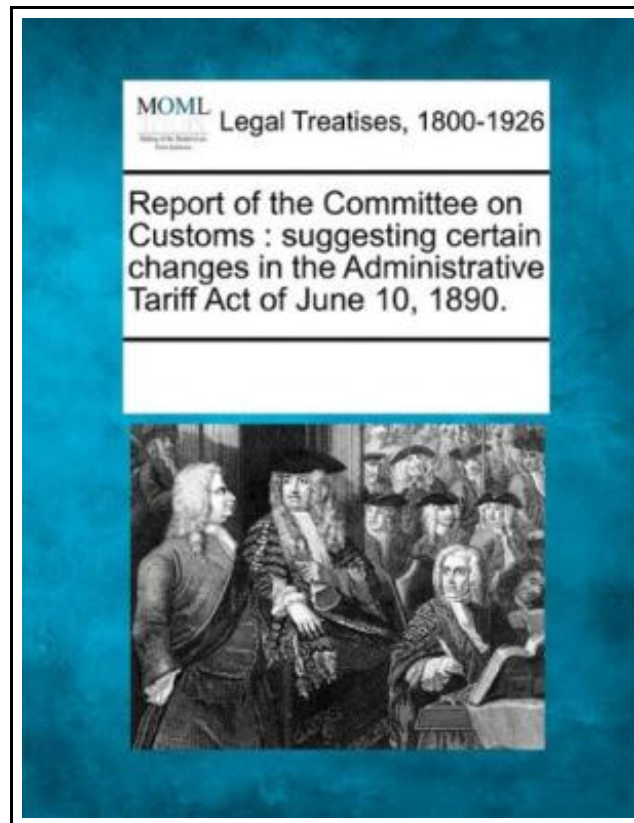 MOML
Legal Treatises, 1800-1926
Report of the Committee on
Customs : suggesting certain
changes in the Administrative
Tariff Act of June 10, 1890.